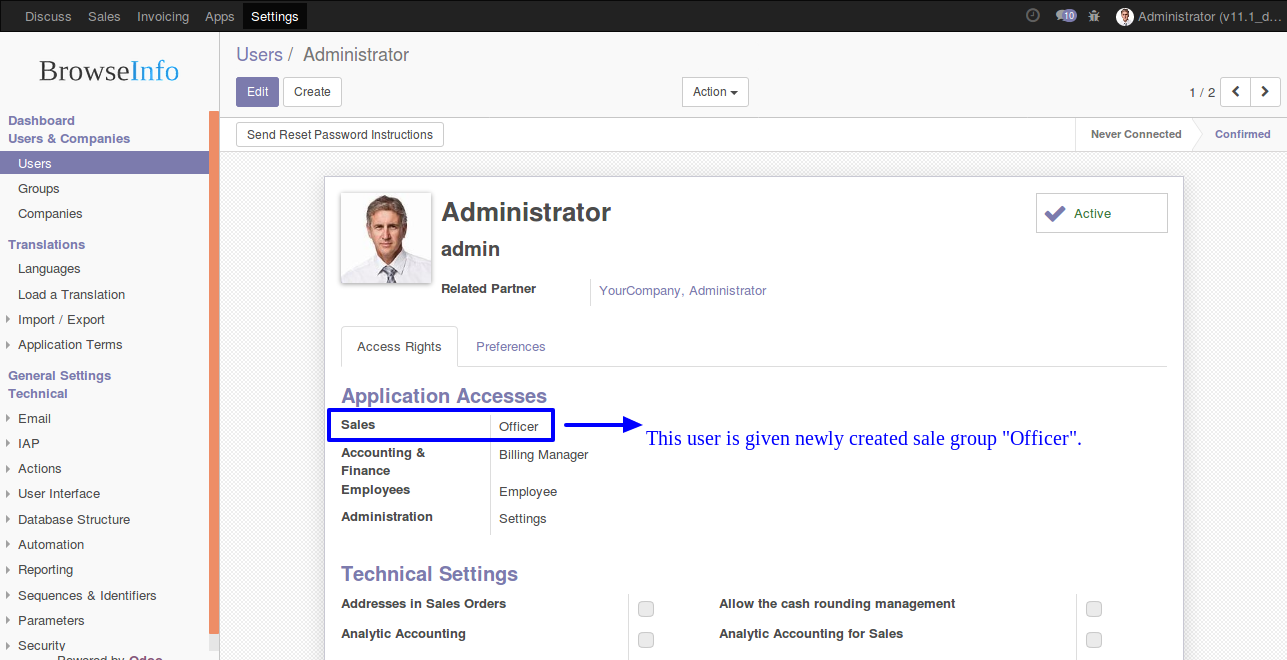 Discuss Sales Invoicing Apps Settings 10 Administrator (v11.1_d...
BrowseInfo
Users / Administrator
Edit Create Action 1 / 2
Send Reset Password Instructions Never Connected Confirmed
Dashboard
Users & Companies
Users
Groups
Companies
Translations
Languages
Load a Translation
Import / Export
Application Terms
General Settings
Technical
Email
IAP
Actions
User Interface
Database Structure
Automation
Reporting
Sequences & Identifiers
Parameters
Security
Powered by Odoo
Administrator
Active
admin
Related Partner YourCompany, Administrator
Access Rights Preferences
Application Accesses
Sales Officer
This user is given newly created sale group "Officer".
Accounting & Billing Manager
Finance
Employees Employee
Administration Settings
Technical Settings
Addresses in Sales Orders Allow the cash rounding management
Analytic Accounting Analytic Accounting for Sales